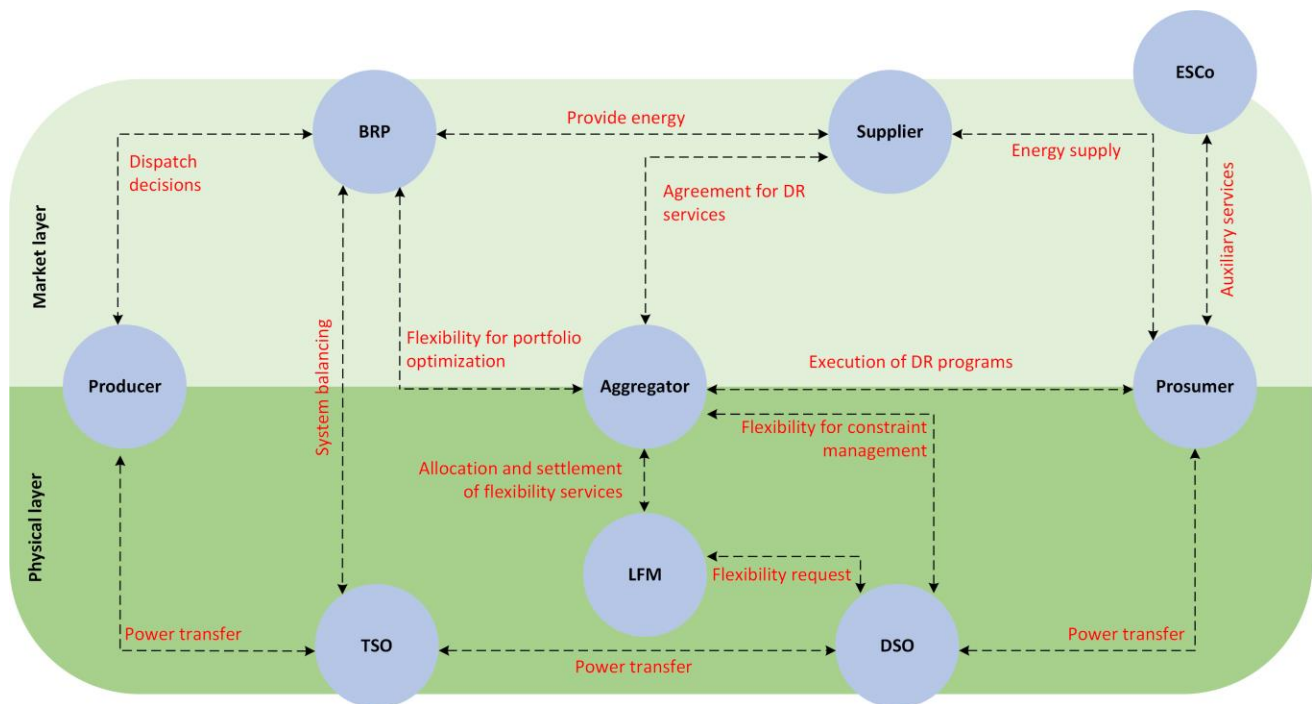 ESCo
BRP
Provide energy
Supplier
Energy supply
Dispatch
decisions
Agreement for DR
services
Market layer
Auxiliary services
Flexibility for portfolio
optimization
System balancing
Producer
Aggregator
Execution of DR programs
Prosumer
Flexibility for constraint
management
Allocation and settlement
of flexibility services
Physical layer
LFM
Flexibility request
Power transfer
TSO
Power transfer
DSO
Power transfer